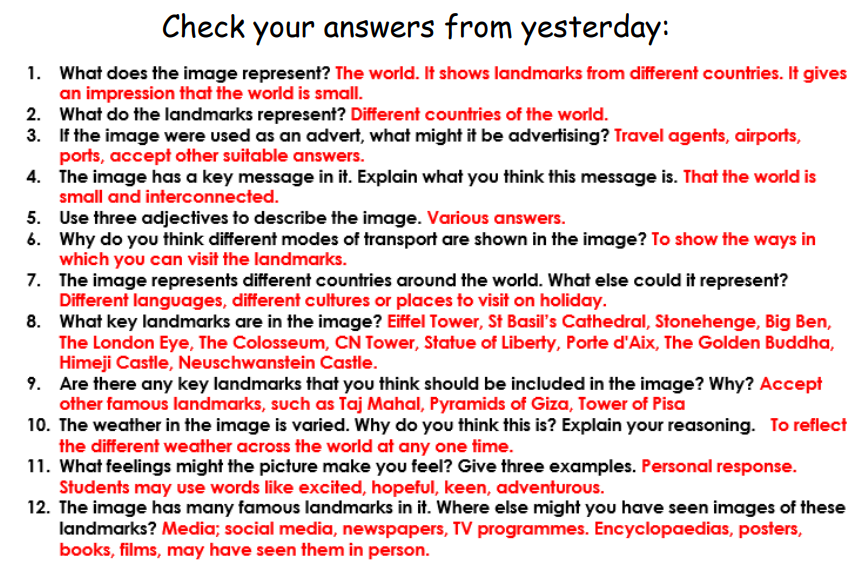 Check your answers from yesterday:
1. What does the image represent? The world. It shows landmarks from different countries. It gives
an impression that the world is small.
2. What do the landmarks represent? Different countries of the world.
3. If the image were used as an advert, what might it be advertising? Travel agents, airports,
ports, accept other suitable answers.
4. The image has a key message in it. Explain what you think this message is. That the world is
small and interconnected.
5. Use three adjectives to describe the image. Various answers.
6. Why do you think different modes of transport are shown in the image? To show the ways in
which you can visit the landmarks.
7. The image represents different countries around the world. What else could it represent?
Different languages, different cultures or places to visit on holiday.
8. What key landmarks are in the image? Eiffel Tower, St Basil's Cathedral, Stonehenge, Big Ben,
The London Eye, The Colosseum, CN Tower, Statue of Liberty, Porte d'Aix, The Golden Buddha,
Himeji Castle, Neuschwanstein Castle.
9. Are there any key landmarks that you think should be included in the image? Why? Accept
other famous landmarks, such as Taj Mahal, Pyramids of Giza, Tower of Pisa
10. The weather in the image is varied. Why do you think this is? Explain your reasoning. To reflect
the different weather across the world at any one time.
11. What feelings might the picture make you feel? Give three examples. Personal response.
Students may use words like excited, hopeful, keen, adventurous.
12. The image has many famous landmarks in it. Where else might you have seen images of these
landmarks? Media; social media, newspapers, TV programmes. Encyclopaedias, posters,
books, films, may have seen them in person.